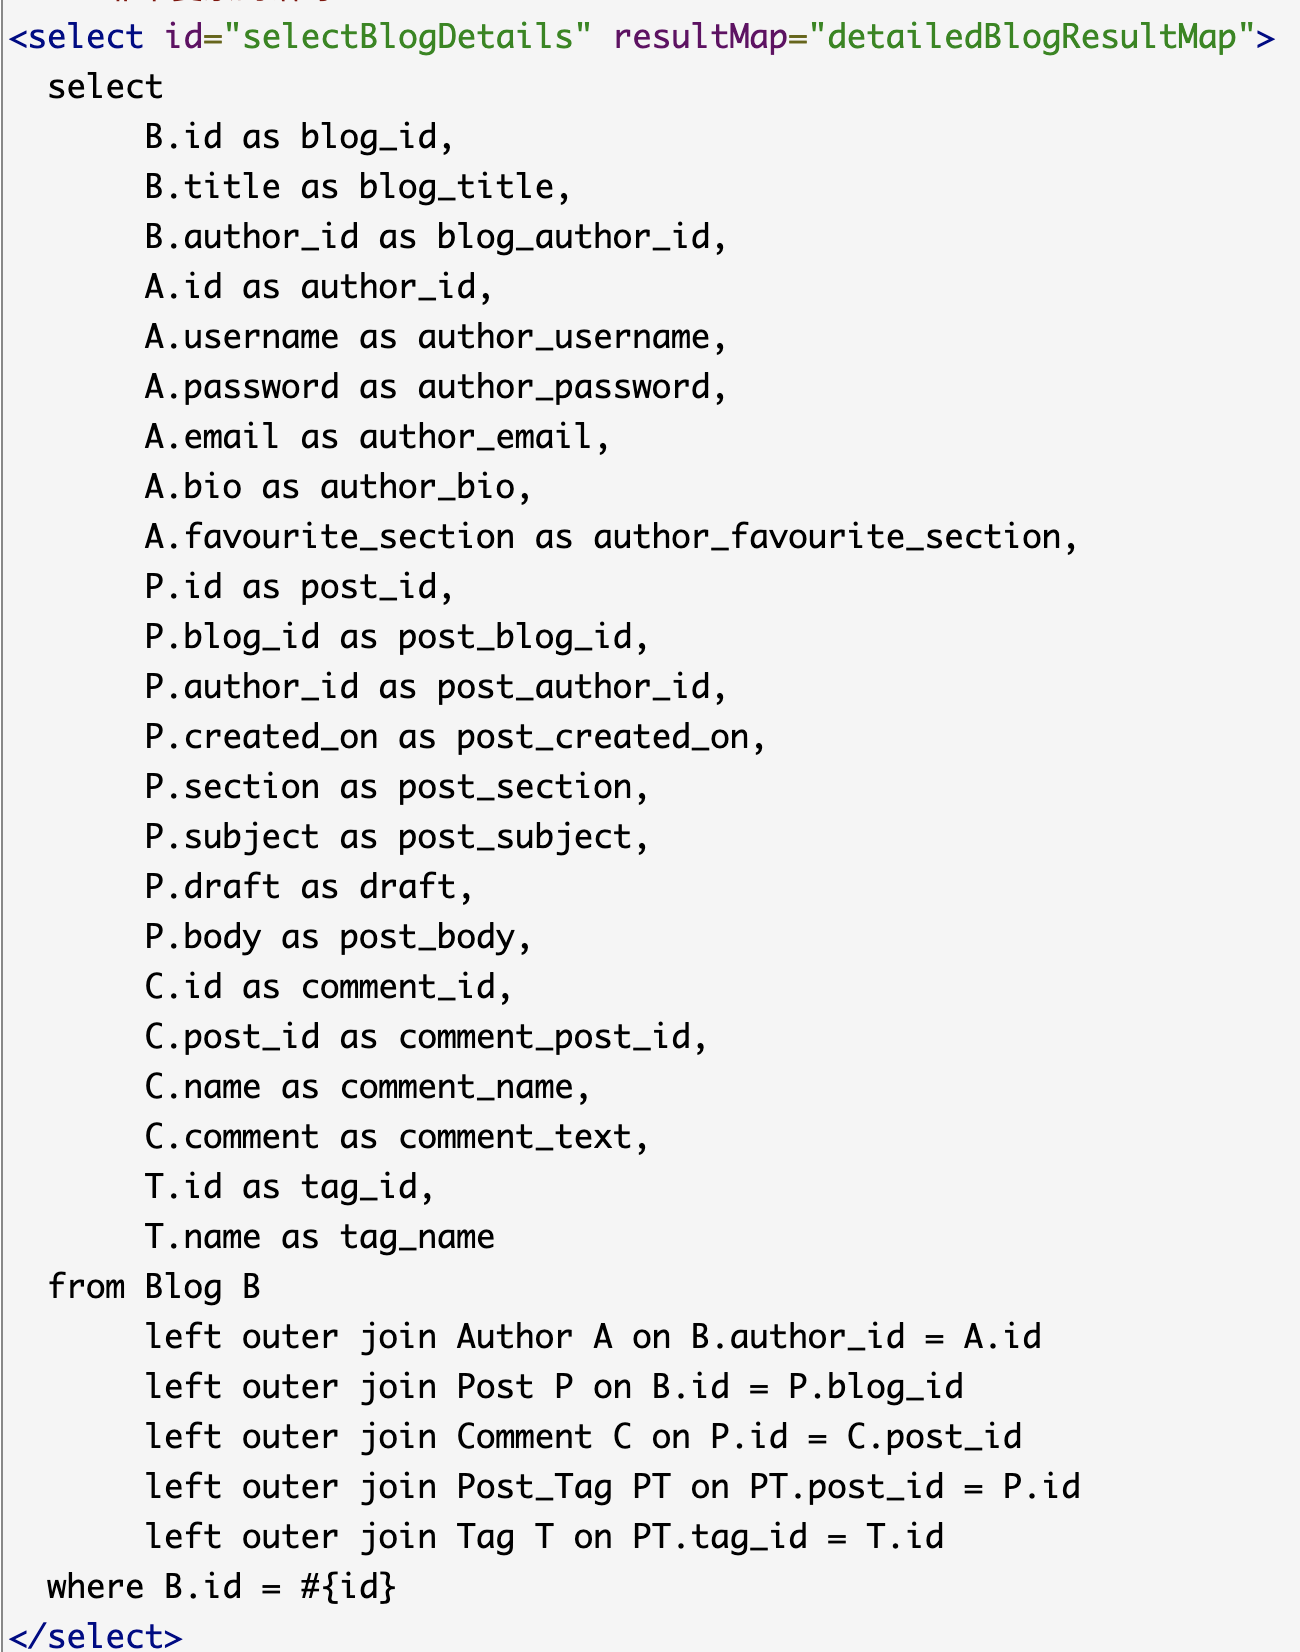 <select id="selectBlogDetails" resultMap="detailedBlogResultMap">
  select
       B.id as blog_id,
       B.title as blog_title,
       B.author_id as blog_author_id,
       A.id as author_id,
       A.username as author_username,
       A.password as author_password,
       A.email as author_email,
       A.bio as author_bio,
       A.favourite_section as author_favourite_section,
       P.id as post_id,
       P.blog_id as post_blog_id,
       P.author_id as post_author_id,
       P.created_on as post_created_on,
       P.section as post_section,
       P.subject as post_subject,
       P.draft as draft,
       P.body as post_body,
       C.id as comment_id,
       C.post_id as comment_post_id,
       C.name as comment_name,
       C.comment as comment_text,
       T.id as tag_id,
       T.name as tag_name
  from Blog B
       left outer join Author A on B.author_id = A.id
       left outer join Post P on B.id = P.blog_id
       left outer join Comment C on P.id = C.post_id
       left outer join Post_Tag PT on PT.post_id = P.id
       left outer join Tag T on PT.tag_id = T.id
  where B.id = #{id}
</select>